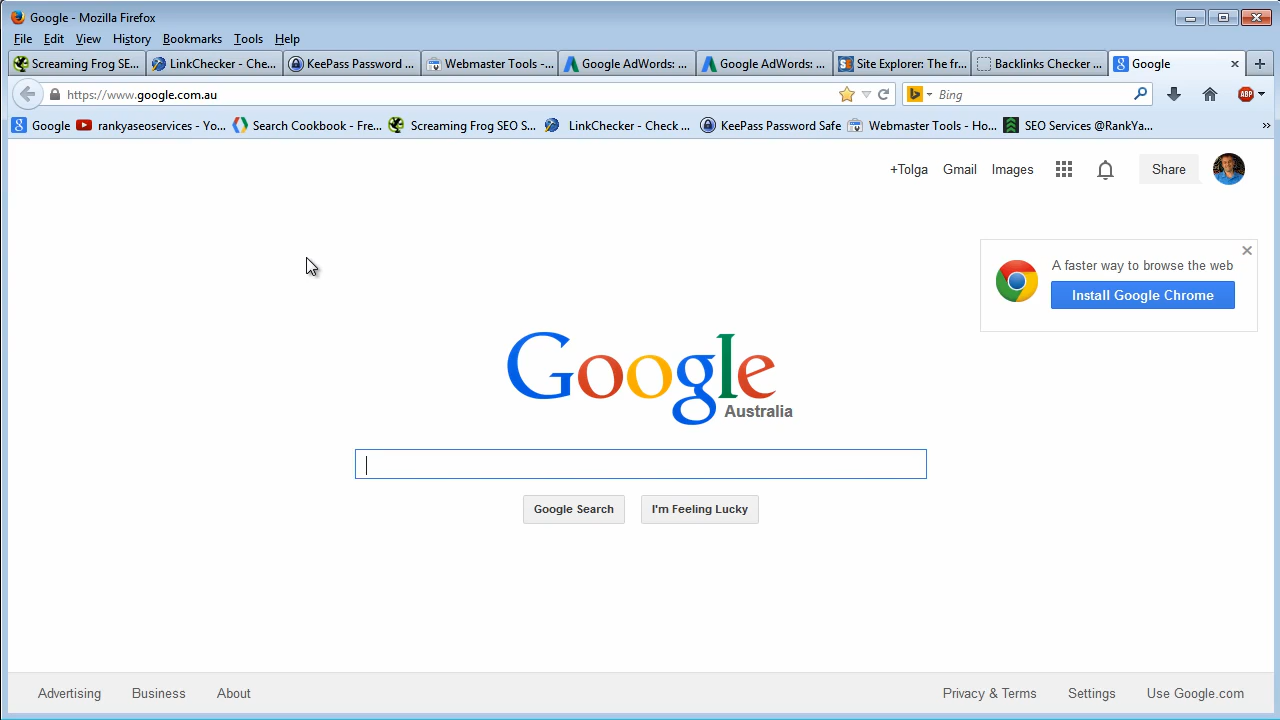 Google - Mozilla Firefox
File Edit View History Bookmarks Tools Help
Screaming Frog SE... LinkChecker - Che... KeePass Password ... Webmaster Tools -... Google AdWords: ... Google AdWords: ... Site Explorer: The fr... Backlinks Checker ... Google
https://www.google.com.au Bing ABP
Google rankyaseoservices - Yo... Search Cookbook - Fre... Screaming Frog SEO S... LinkChecker - Check ... KeePass Password Safe Webmaster Tools - Ho... SEO Services @RankYa...
+Tolga Gmail Images Share
A faster way to browse the web
Install Google Chrome
Google
Australia
Google Search I'm Feeling Lucky
Advertising Business About Privacy & Terms Settings Use Google.com